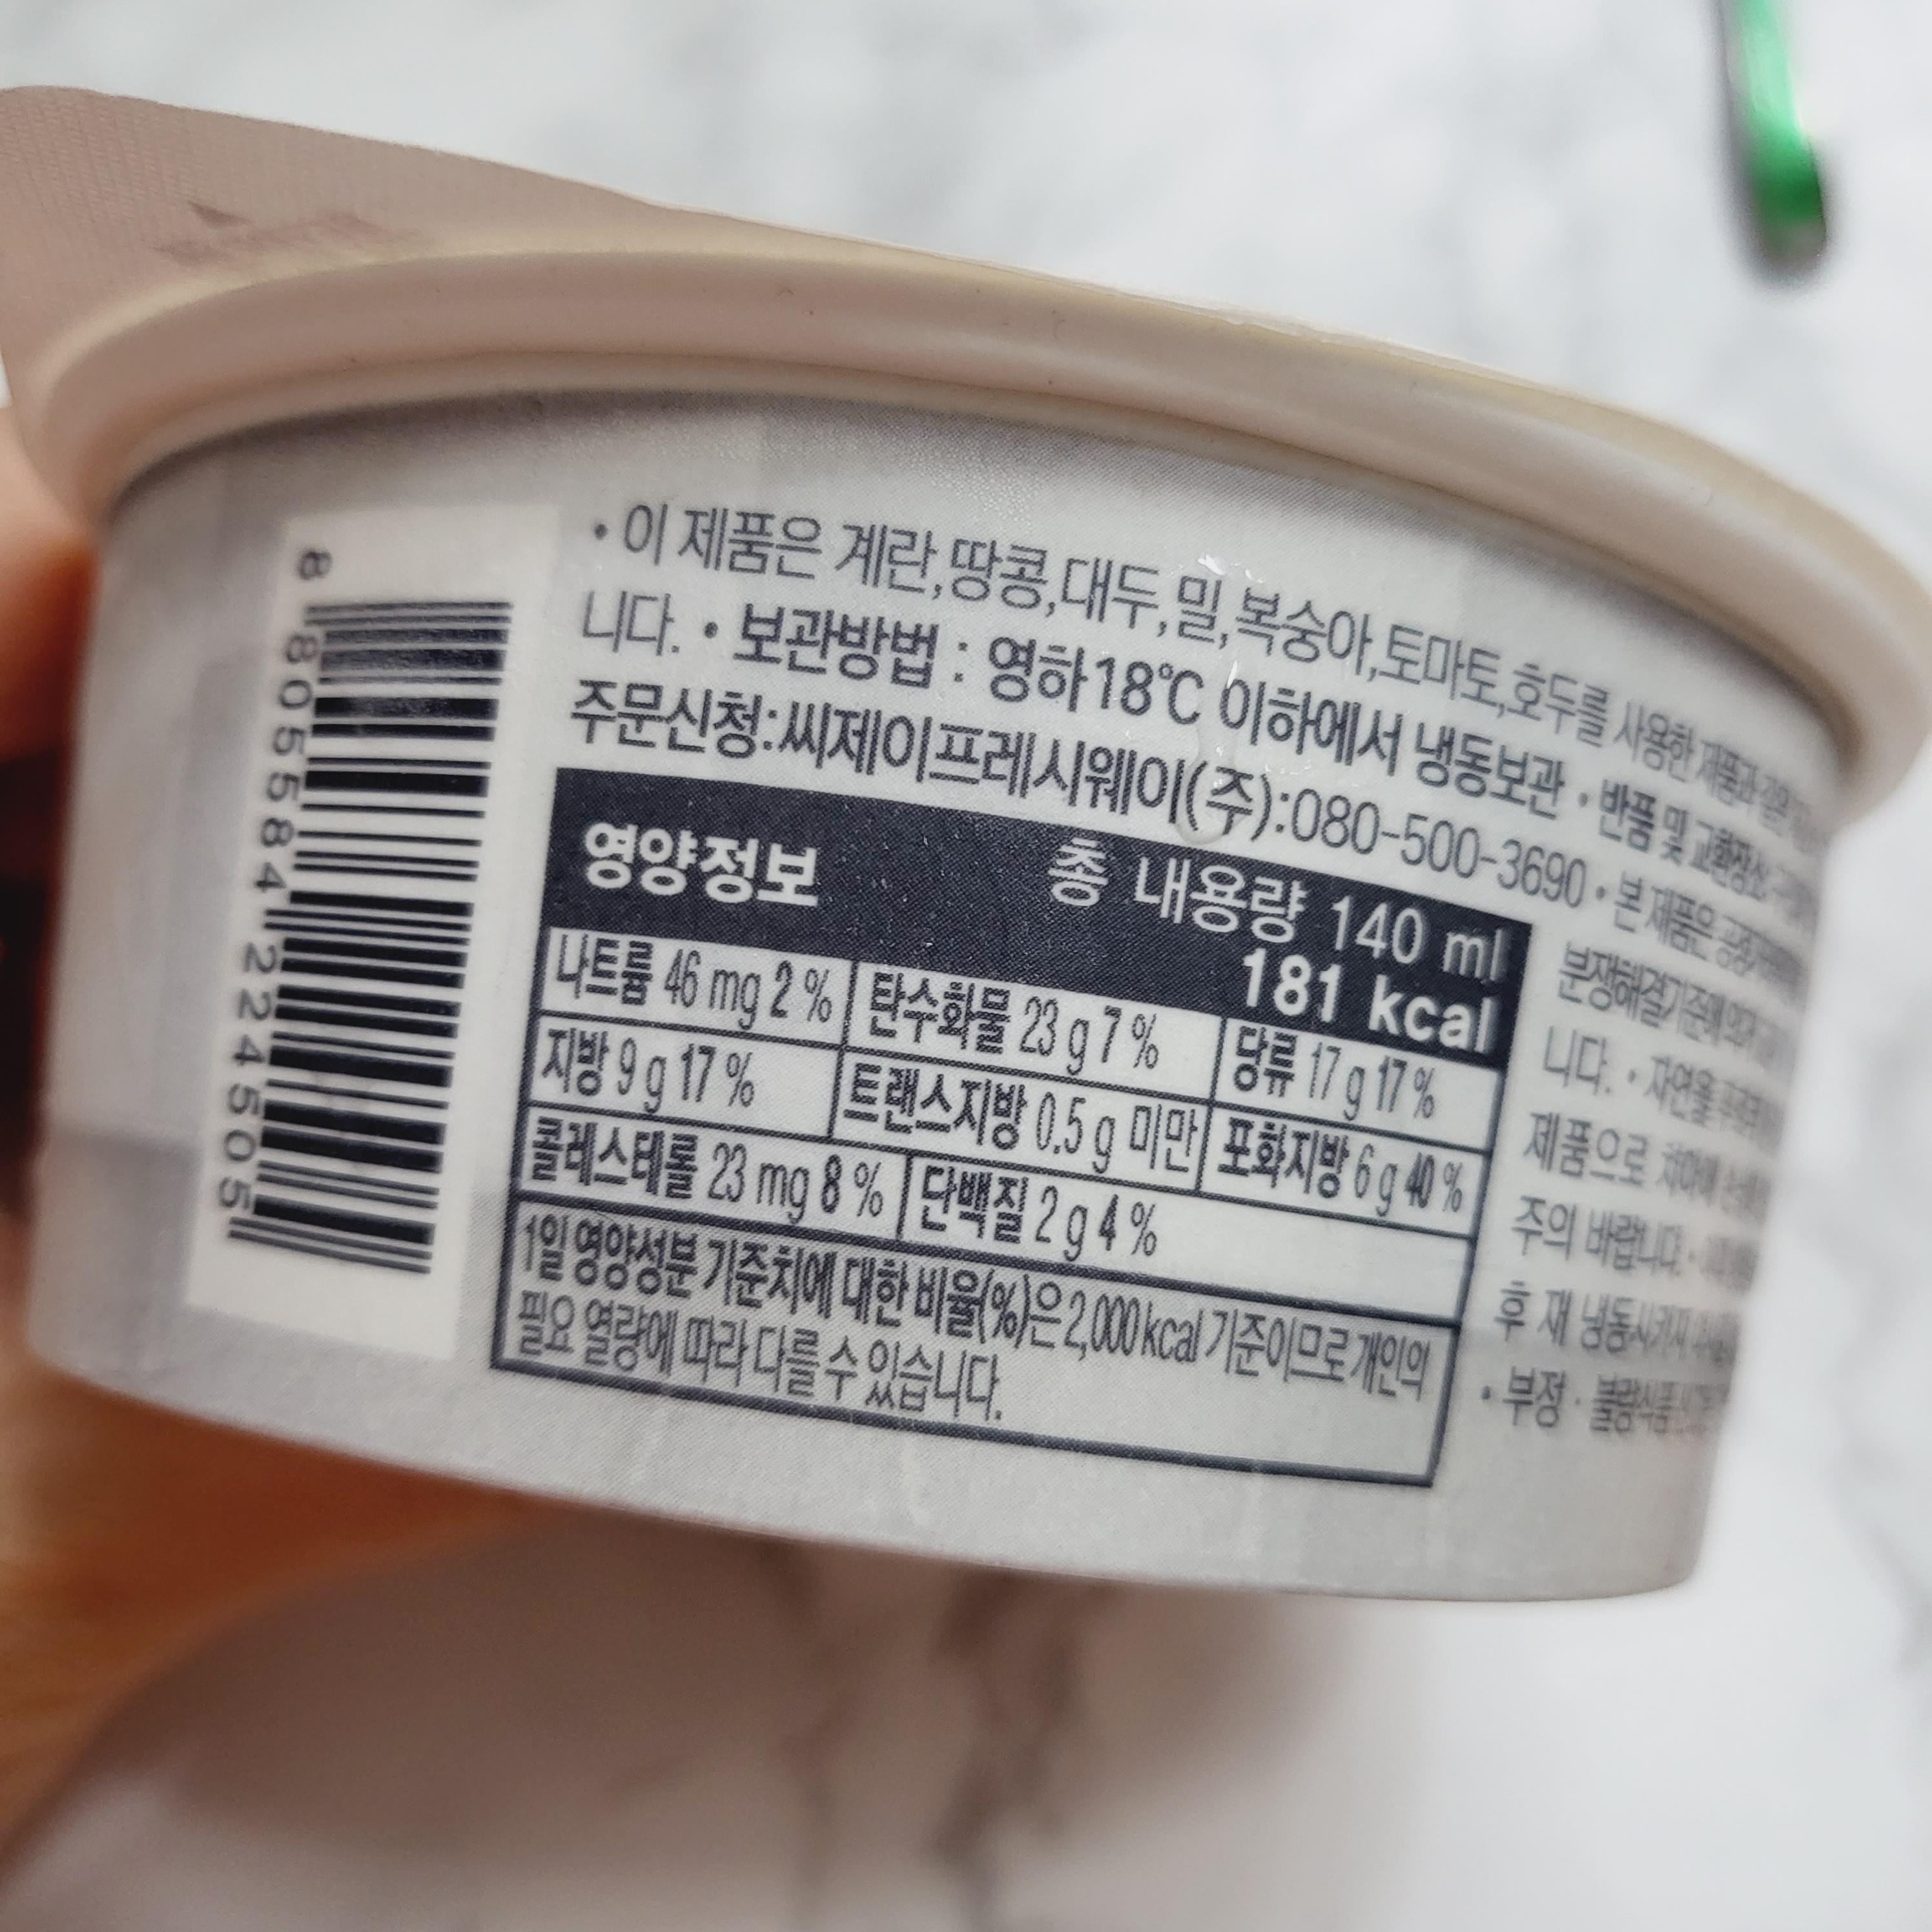 • 이 제품은 계란,땅콩,대두,밀,복숭아,토마토,호두를 사용한 제품과 같은
니다. • 보관방법 : 영하18℃ 이하에서 냉동보관 • 반품 및 교환장소
주문신청:씨제이프레시웨이(주):080-500-3690 • 본 제품은
분쟁해결기준에 의거
니다. • 자연을
제품으로
주의 바랍니다.
후 재 냉동시키지
• 부정 · 불량식품
영양정보 총 내용량 140 ml
181 kcal
나트륨 46 mg 2 % 탄수화물 23 g 7 % 당류 17 g 17 %
지방 9 g 17 % 트랜스지방 0.5 g 미만 포화지방 6 g 40 %
콜레스테롤 23 mg 8 % 단백질 2 g 4 %
1일 영양성분 기준치에 대한 비율(%)은 2,000 kcal 기준이므로 개인의
필요 열량에 따라 다를 수 있습니다.
8 805584 224505